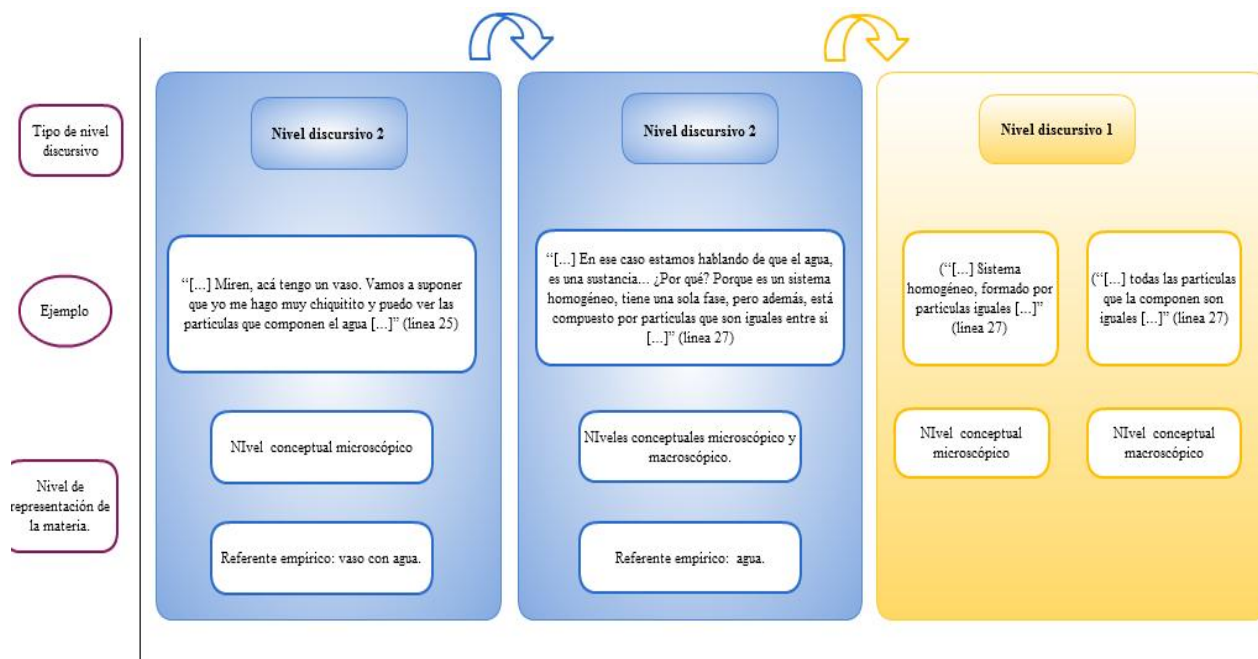 Tipo de nivel
discursivo
Nivel discursivo 2
Nivel discursivo 2
Nivel discursivo 1
Ejemplo
“[...] Miren, acá tengo un vaso. Vamos a suponer
que yo me hago muy chiquitito y puedo ver las
partículas que componen el agua [...]” (línea 25)
“[...] En ese caso estamos hablando de que el agua,
es una sustancia... ¿Por qué? Porque es un sistema
homogéneo, tiene una sola fase, pero además, está
compuesto por partículas que son iguales entre sí
[...]” (línea 27)
(“[...] Sistema
homogéneo, formado por
partículas iguales [...]”
(línea 27)
(“[...] todas las partículas
que la componen son
iguales [...]” (línea 27)
Nivel de
representación de
la materia.
NIvel conceptual microscópico
NIveles conceptuales microscópico y
macroscópico.
NIvel conceptual
microscópico
NIvel conceptual
macroscópico
Referente empírico: vaso con agua.
Referente empírico: agua.